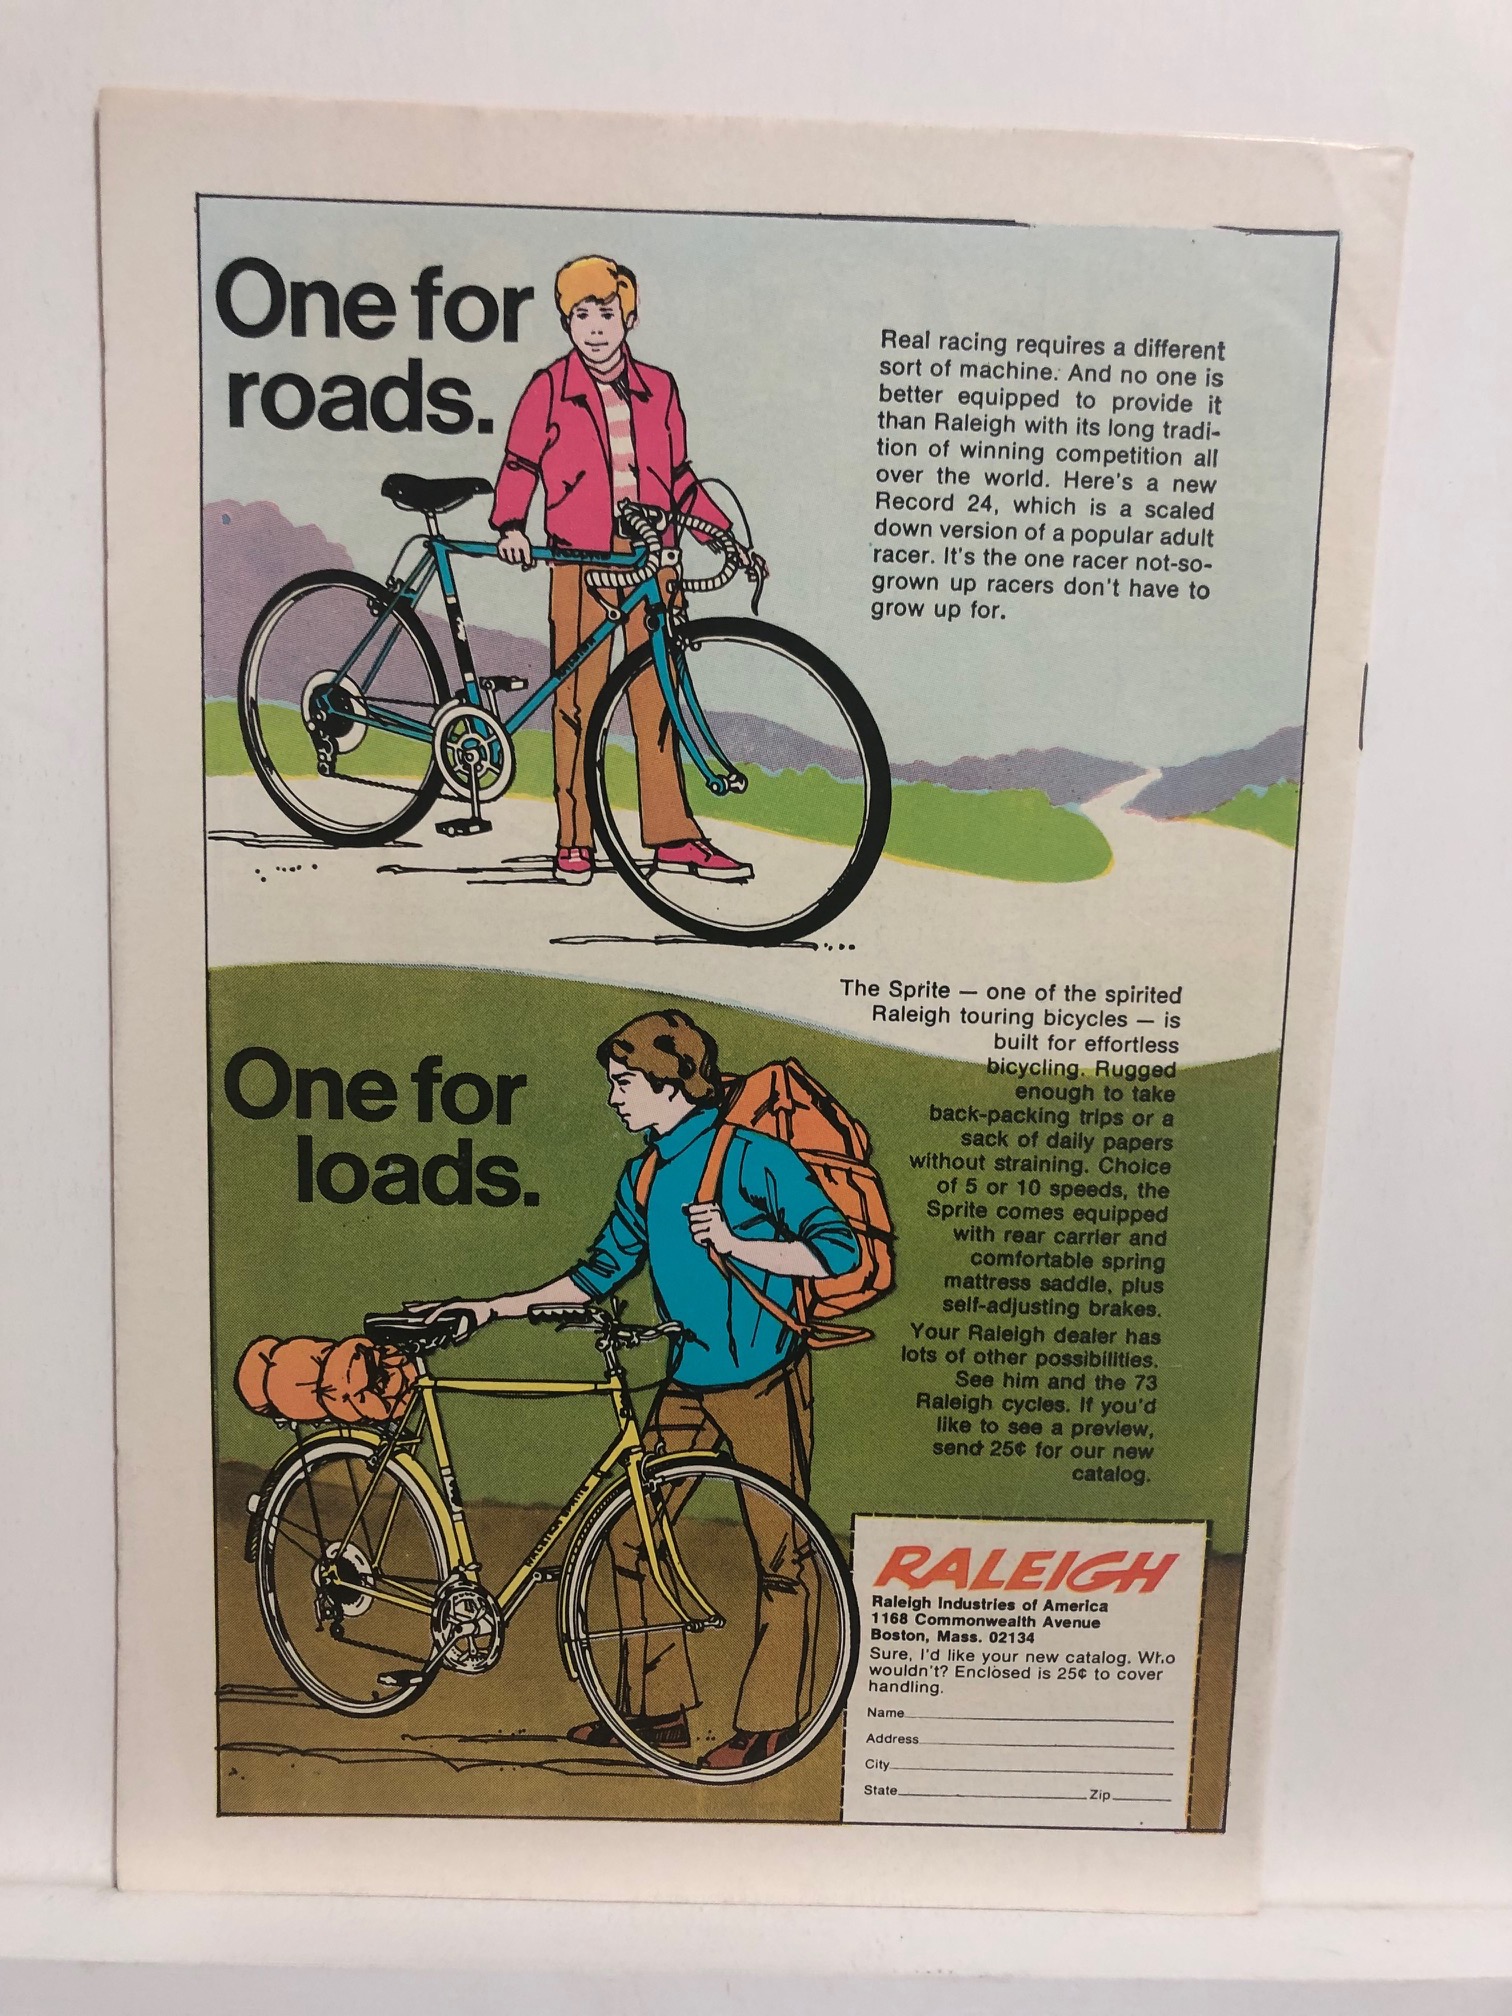 One for
roads.
Real racing requires a different
sort of machine. And no one is
better equipped to provide it
than Raleigh with its long tradi-
tion of winning competition all
over the world. Here's a new
Record 24, which is a scaled
down version of a popular adult
racer. It's the one racer not-so-
grown up racers don't have to
grow up for.
RALEIGH
One for
loads.
The Sprite — one of the spirited
Raleigh touring bicycles — is
built for effortless
bicycling. Rugged
enough to take
back-packing trips or a
sack of daily papers
without straining. Choice
of 5 or 10 speeds, the
Sprite comes equipped
with rear carrier and
comfortable spring
mattress saddle, plus
self-adjusting brakes.
Your Raleigh dealer has
lots of other possibilities.
See him and the 73
Raleigh cycles. If you'd
like to see a preview,
send 25¢ for our new
catalog.
RALEIGH SPRITE
RALEIGH
Raleigh Industries of America
1168 Commonwealth Avenue
Boston, Mass. 02134
Sure, I'd like your new catalog. Who
wouldn't? Enclosed is 25¢ to cover
handling.
Name
Address
City
State Zip